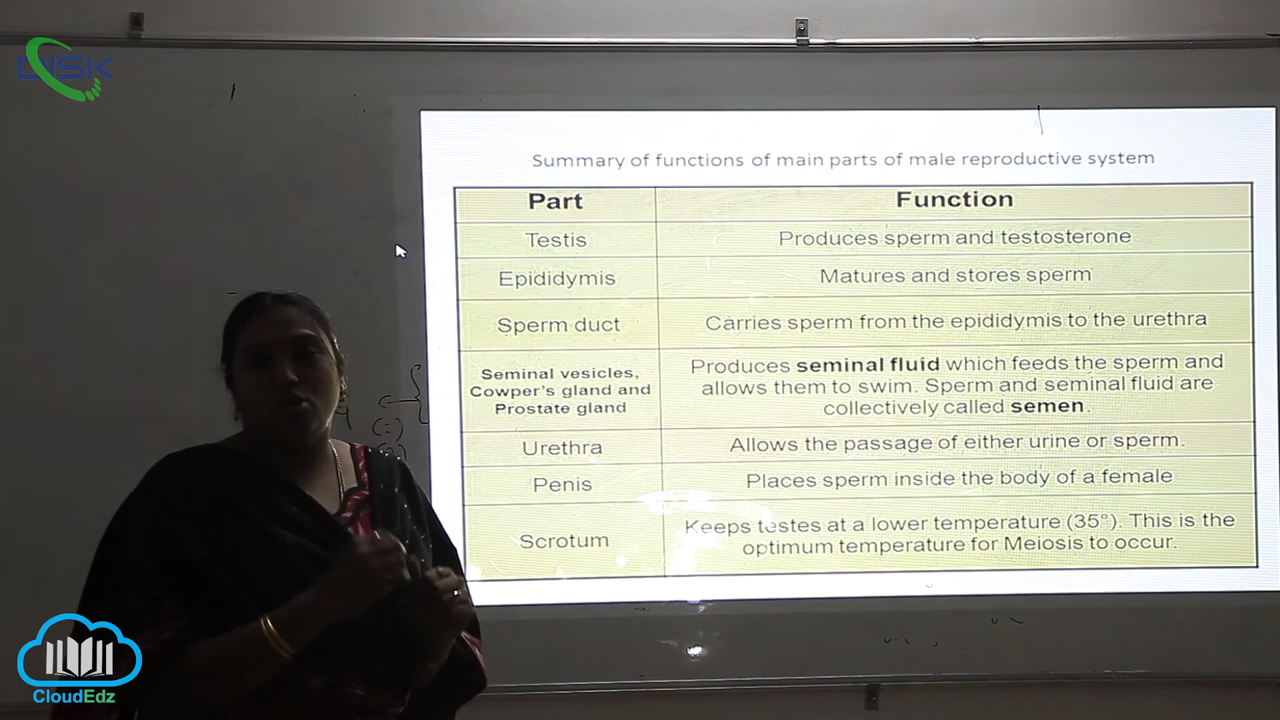 DISK
Summary of functions of main parts of male reproductive system
Part Function
Testis Produces sperm and testosterone
Epididymis Matures and stores sperm
Sperm duct Carries sperm from the epididymis to the urethra
Seminal vesicles,
Cowper's gland and
Prostate gland
Produces seminal fluid which feeds the sperm and
allows them to swim. Sperm and seminal fluid are
collectively called semen.
Urethra Allows the passage of either urine or sperm.
Penis Places sperm inside the body of a female
Scrotum
Keeps testes at a lower temperature (35°). This is the
optimum temperature for Meiosis to occur.
CloudEdz